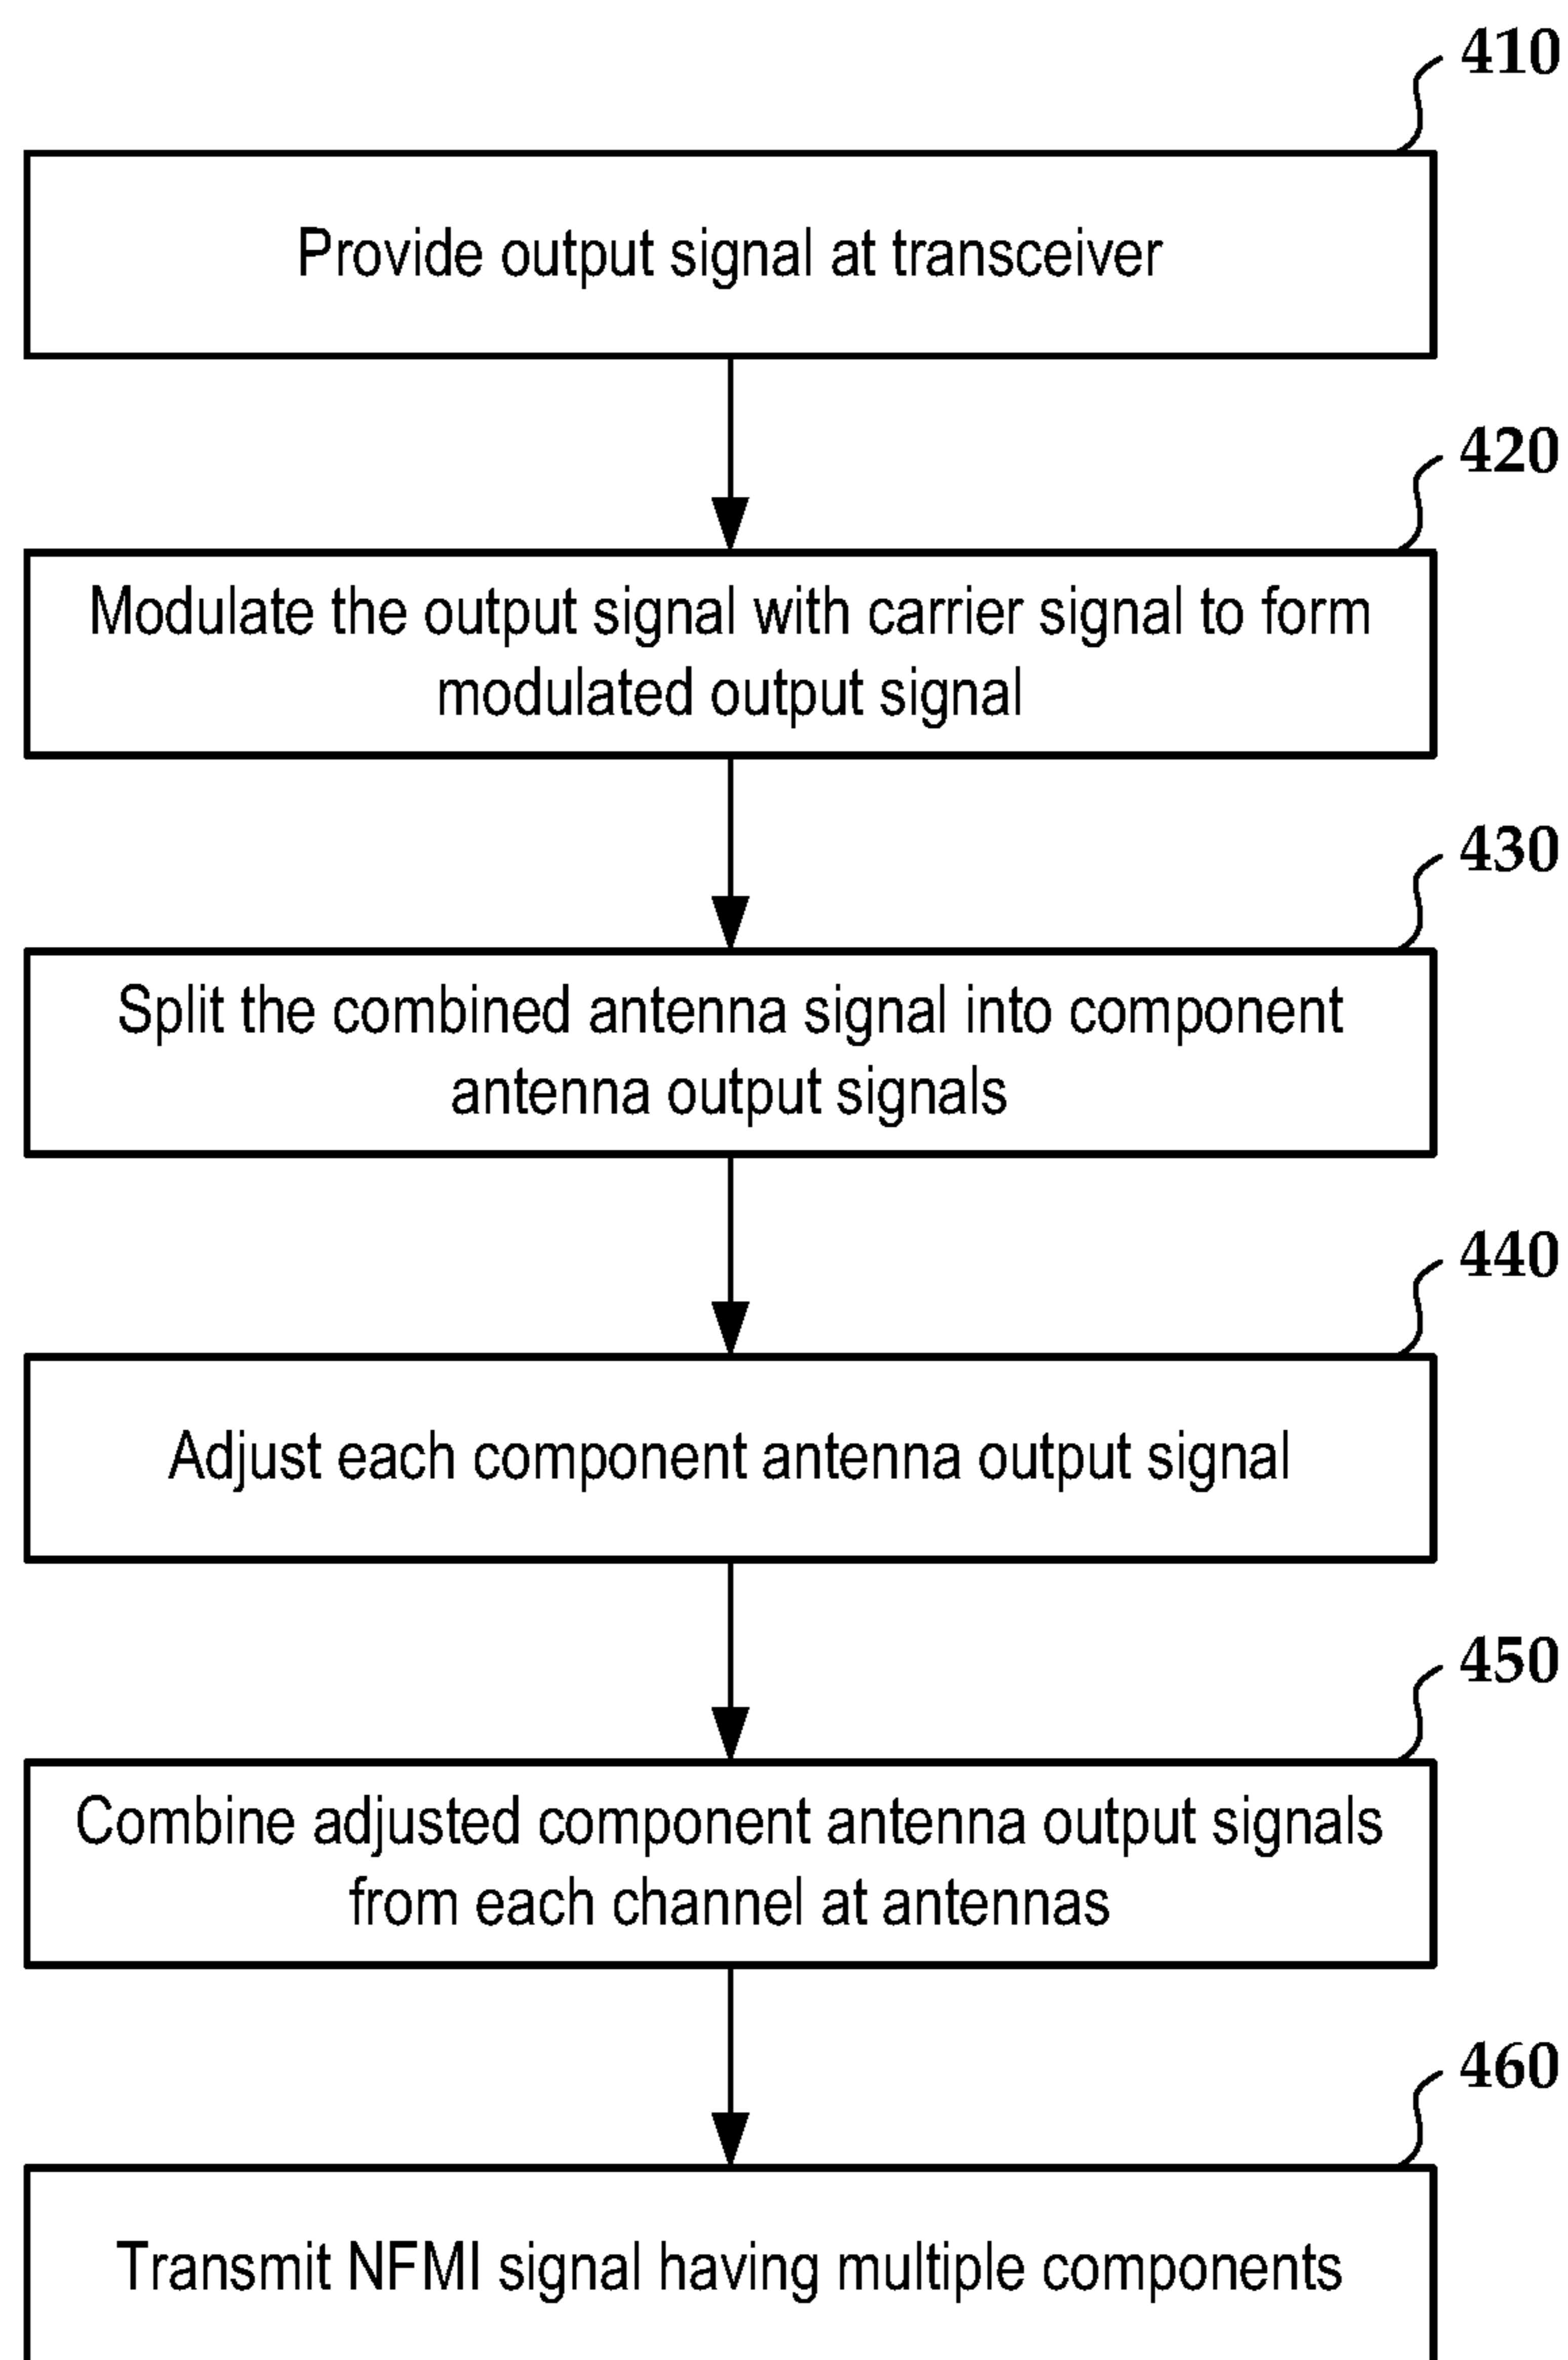 410
Provide output signal at transceiver
420
Modulate the output signal with carrier signal to form
modulated output signal
430
Split the combined antenna signal into component
antenna output signals
440
Adjust each component antenna output signal
450
Combine adjusted component antenna output signals
from each channel at antennas
460
Transmit NFMI signal having multiple components